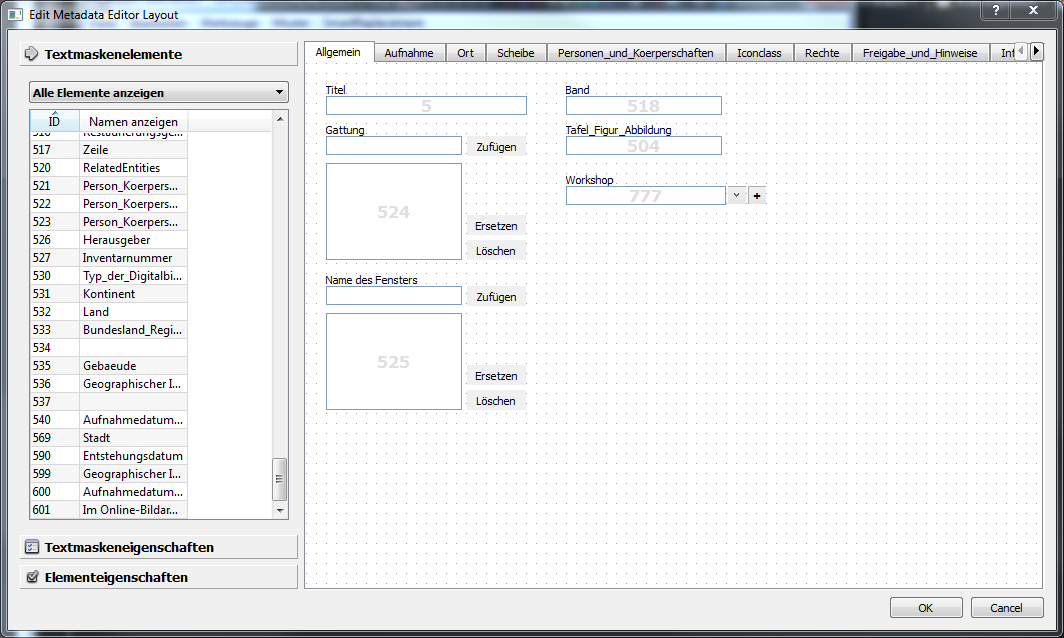 Edit Metadata Editor Layout
?
Textmaskenelemente
Alle Elemente anzeigen
ID Namen anzeigen
516 Restaurierungsge...
517 Zeile
520 RelatedEntities
521 Person_Koerpers...
522 Person_Koerpers...
523 Person_Koerpers...
526 Herausgeber
527 Inventarnummer
530 Typ_der_Digitalbi...
531 Kontinent
532 Land
533 Bundesland_Regi...
534
535 Gebaeude
536 Geographischer I...
537
540 Aufnahmedatum...
569 Stadt
590 Entstehungsdatum
599 Geographischer I...
600 Aufnahmedatum...
601 Im Online-Bildar...
Textmaskeneigenschaften
Elementeigenschaften
Allgemein Aufnahme Ort Scheibe Personen_und_Koerperschaften Iconclass Rechte Freigabe_und_Hinweise Inf
Titel
5
Gattung
Zufügen
524
Ersetzen
Löschen
Name des Fensters
Zufügen
525
Ersetzen
Löschen
Band
518
Tafel_Figur_Abbildung
504
Workshop
777 +
OK Cancel